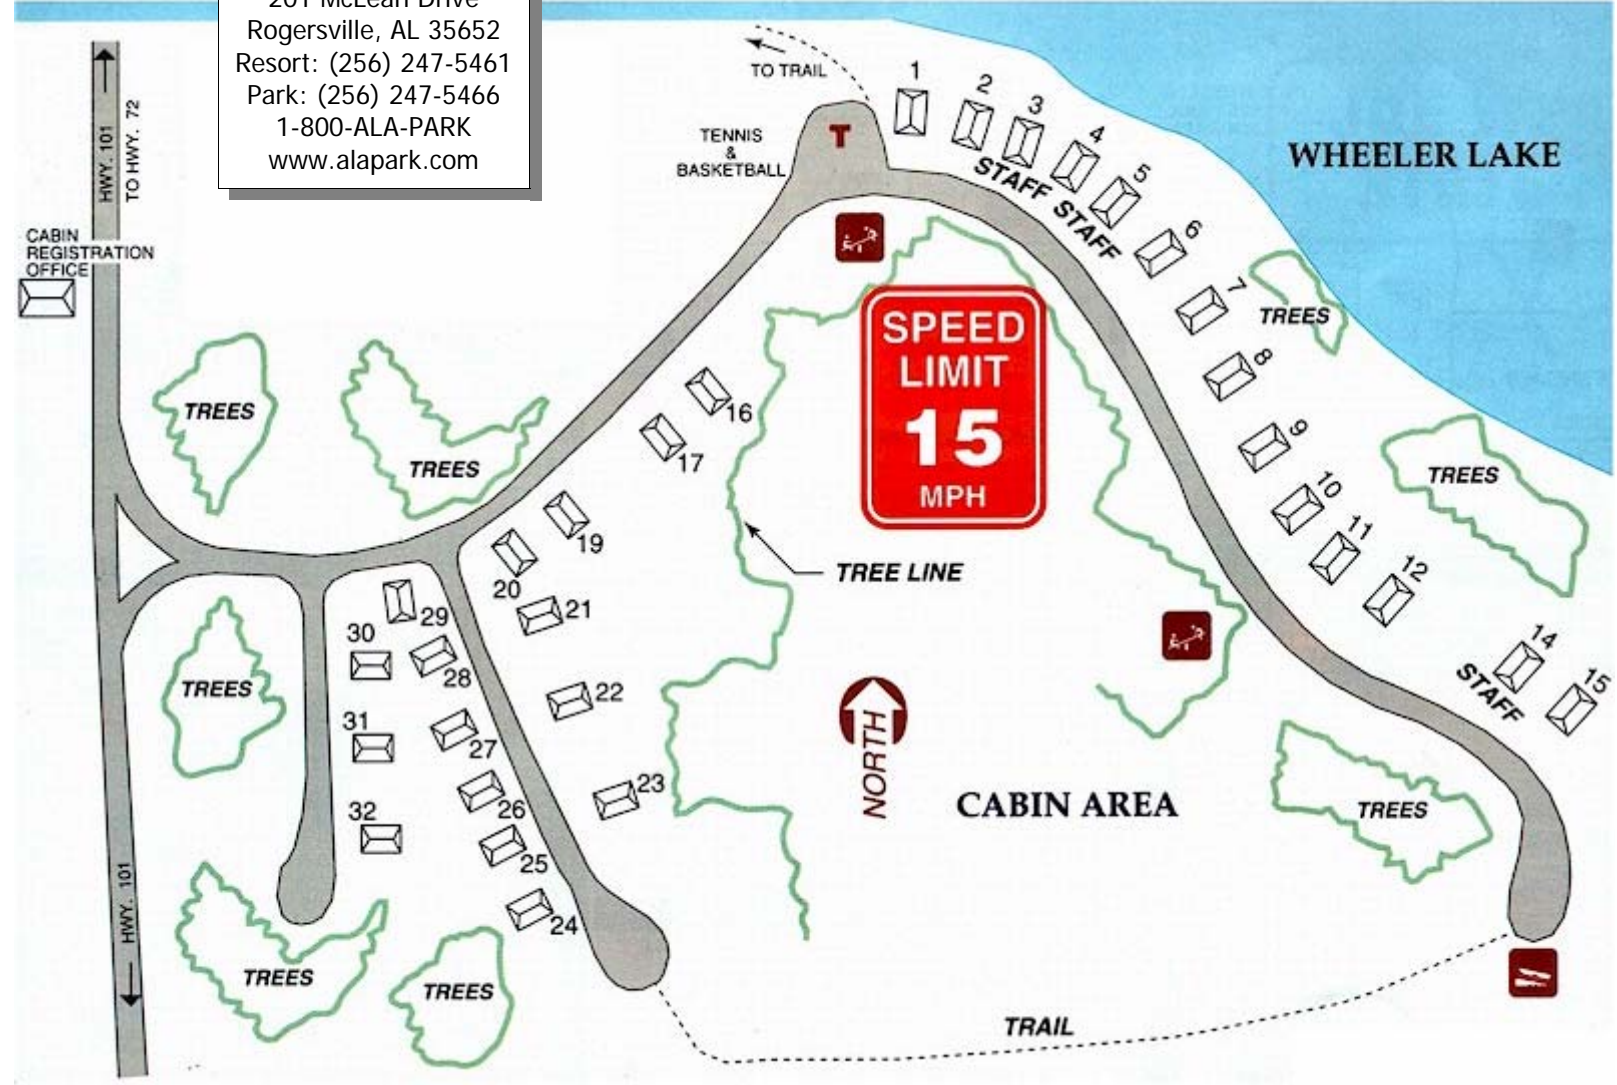 201 McLean Drive
Rogersville, AL 35652
Resort: (256) 247-5461
Park: (256) 247-5466
1-800-ALA-PARK
www.alapark.com
HWY. 101
TO HWY. 72
CABIN
REGISTRATION
OFFICE
TO TRAIL
TENNIS
&
BASKETBALL
T
1
2
3
4
5
STAFF
STAFF
6
7
8
9
10
11
12
14
15
STAFF
WHEELER LAKE
TREES
TREES
TREES
TREES
SPEED
LIMIT
15
MPH
16
17
19
20
21
22
23
TREE LINE
29
30
28
31
27
26
32
25
24
TREES
NORTH
CABIN AREA
TREES
HWY. 101
TREES
TREES
TRAIL